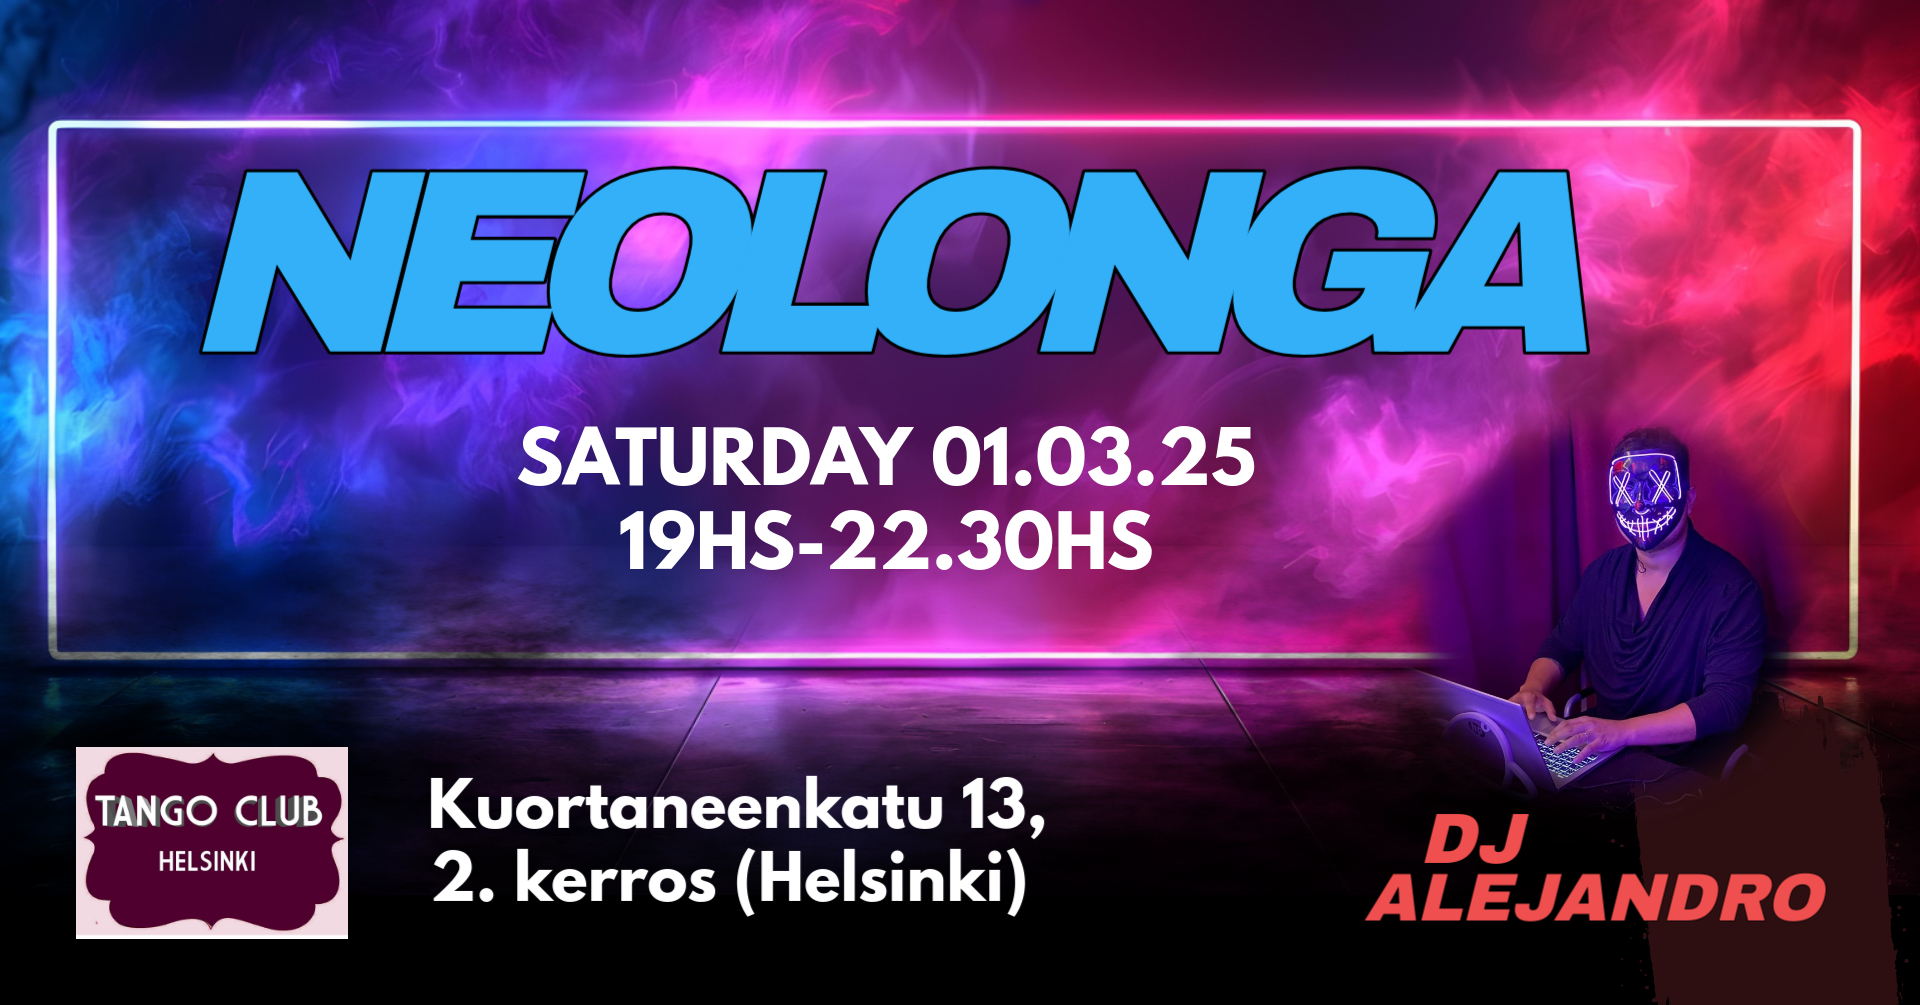 NEOLONGA
SATURDAY 01.03.25
19HS-22.30HS
TANGO CLUB
HELSINKI
Kuortaneenkatu 13,
2. kerros (Helsinki)
DJ
ALEJANDRO